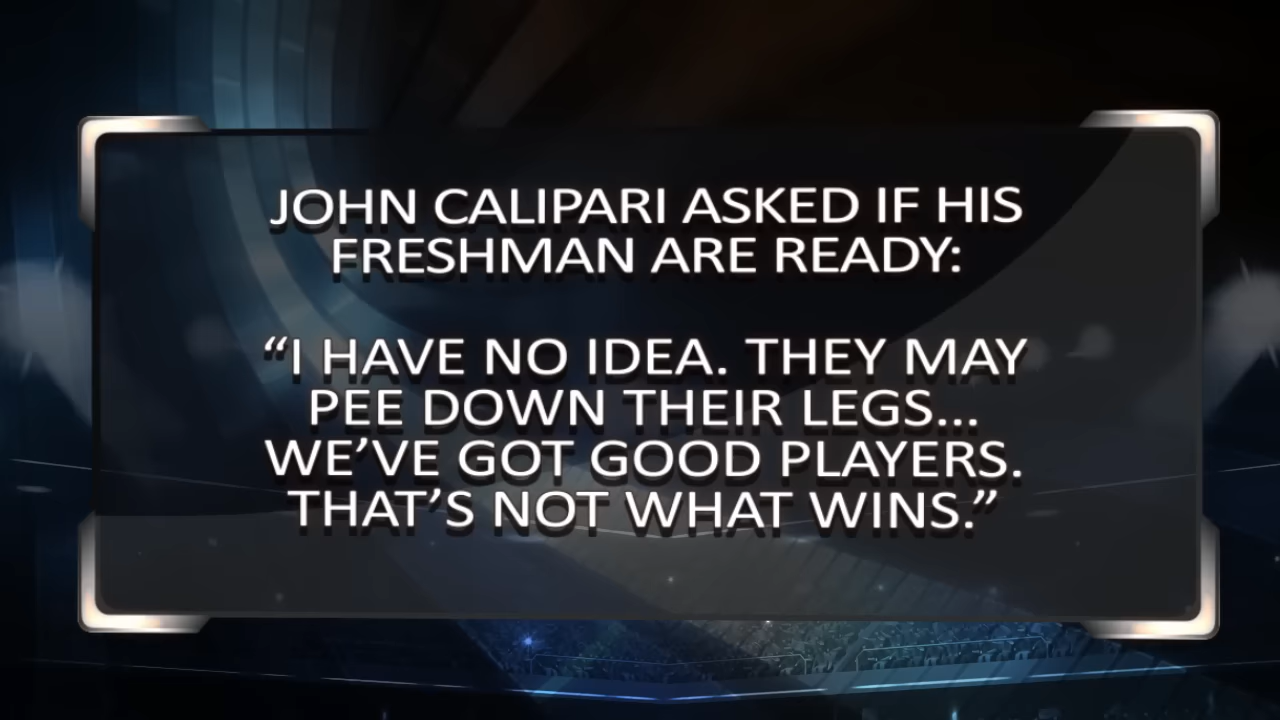 JOHN CALIPARI ASKED IF HIS
FRESHMAN ARE READY:
“I HAVE NO IDEA. THEY MAY
PEE DOWN THEIR LEGS...
WE’VE GOT GOOD PLAYERS.
THAT’S NOT WHAT WINS.”